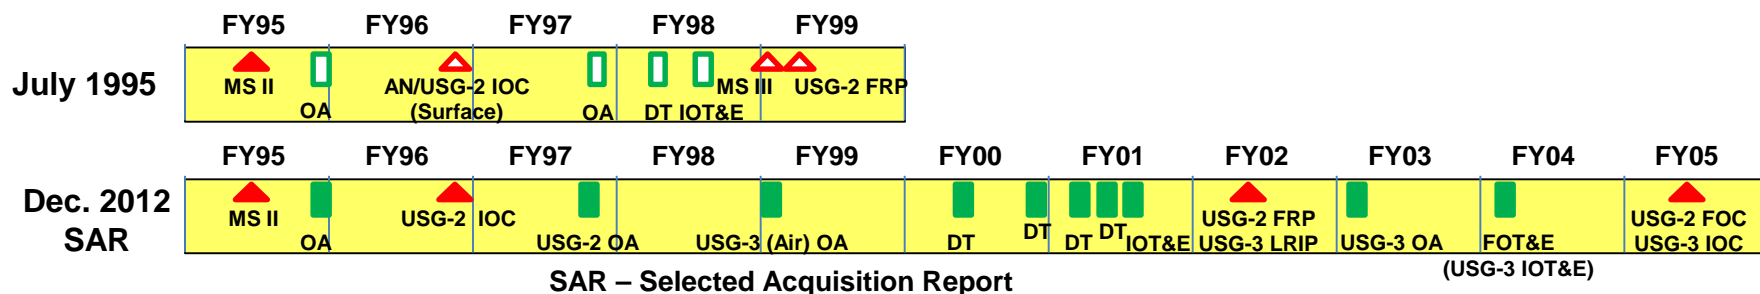 FY95 FY96 FY97 FY98 FY99
July 1995
MS II AN/USG-2 IOC MS III USG-2 FRP
OA (Surface) OA DT IOT&E
FY95 FY96 FY97 FY98 FY99 FY00 FY01 FY02 FY03 FY04 FY05
Dec. 2012
SAR
MS II USG-2 IOC USG-2 FRP USG-2 FOC
OA USG-2 OA USG-3 (Air) OA DT DT DT DT IOT&E USG-3 LRIP USG-3 OA FOT&E USG-3 IOC
(USG-3 IOT&E)
SAR – Selected Acquisition Report